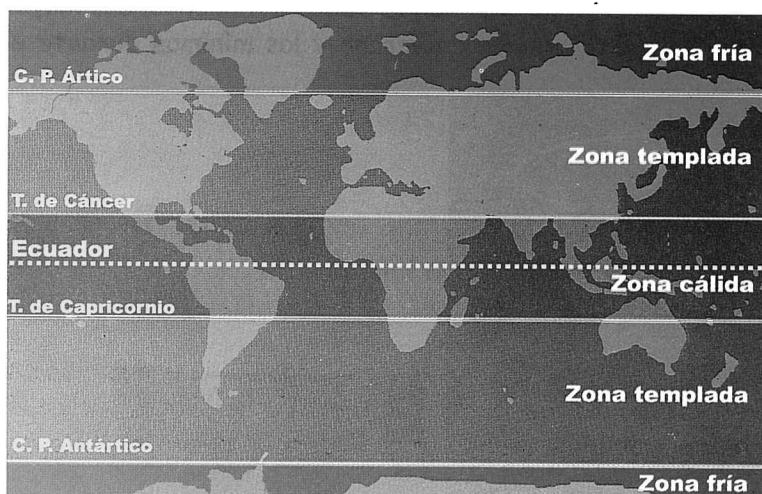 Zona fría
C. P. Ártico
Zona templada
T. de Cáncer
Ecuador
Zona cálida
T. de Capricornio
Zona templada
C. P. Antártico
Zona fría